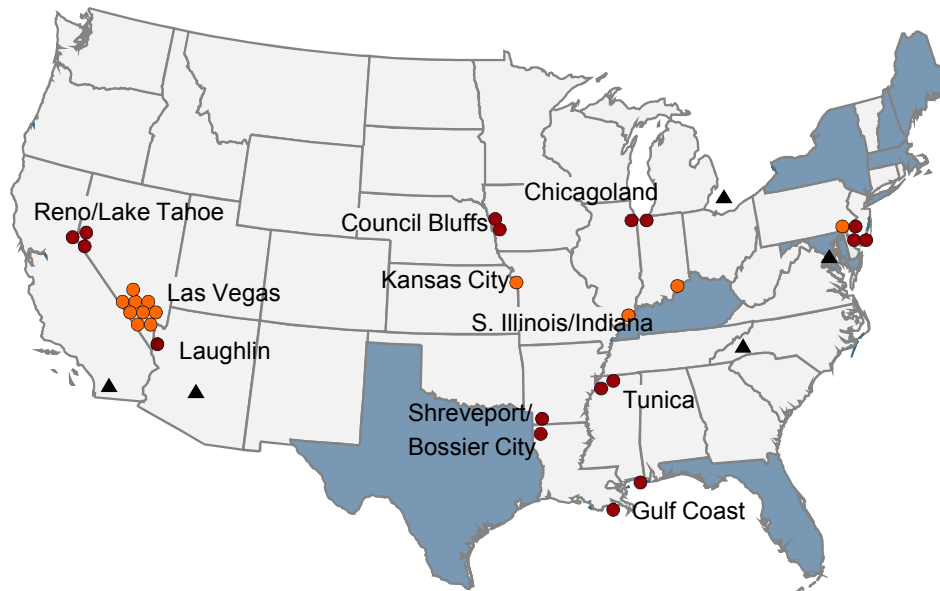 Chicagoland
Reno/Lake Tahoe
Council Bluffs
Kansas City
Las Vegas
S. Illinois/Indiana
Laughlin
Tunica
Shreveport/
Bossier City
Gulf Coast